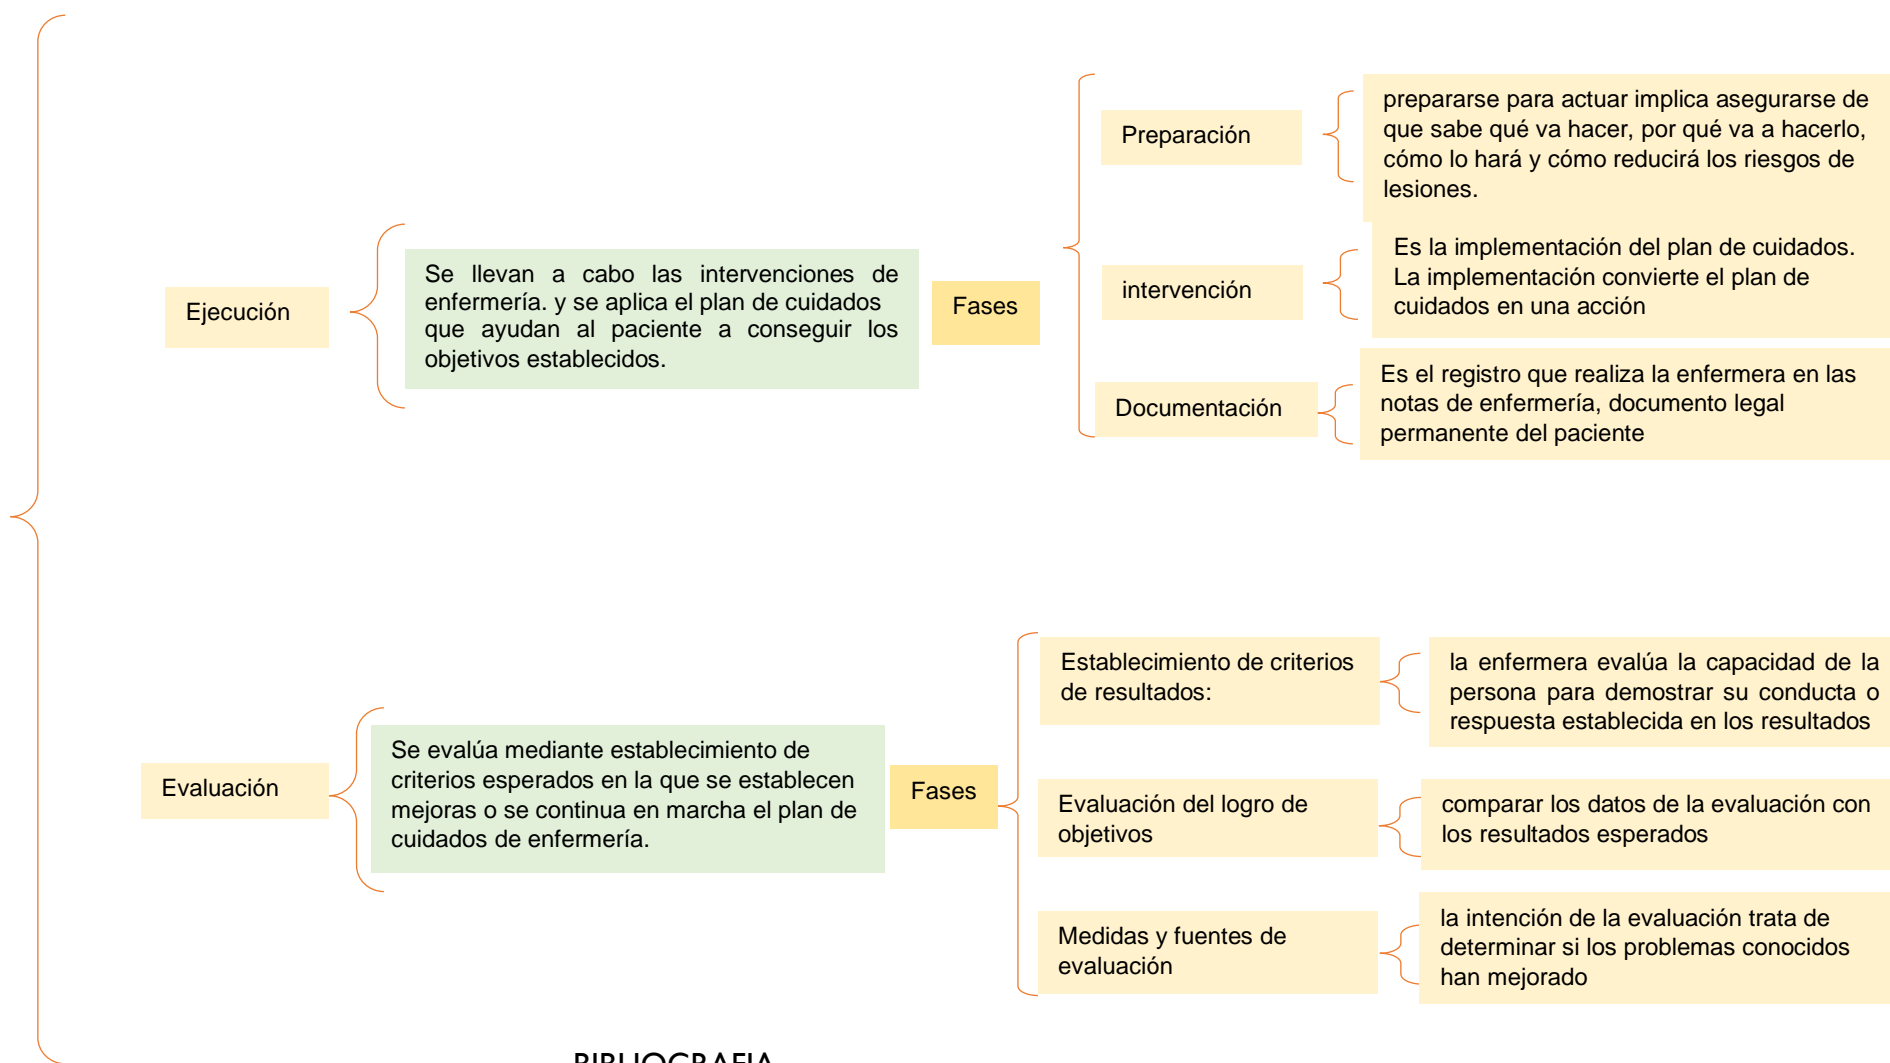 Ejecución
Se llevan a cabo las intervenciones de
enfermería. y se aplica el plan de cuidados
que ayudan al paciente a conseguir los
objetivos establecidos.
Fases
Preparación
prepararse para actuar implica asegurarse de
que sabe qué va hacer, por qué va a hacerlo,
cómo lo hará y cómo reducirá los riesgos de
lesiones.
intervención
Es la implementación del plan de cuidados.
La implementación convierte el plan de
cuidados en una acción
Documentación
Es el registro que realiza la enfermera en las
notas de enfermería, documento legal
permanente del paciente
Evaluación
Se evalúa mediante establecimiento de
criterios esperados en la que se establecen
mejoras o se continua en marcha el plan de
cuidados de enfermería.
Fases
Establecimiento de criterios
de resultados:
la enfermera evalúa la capacidad de la
persona para demostrar su conducta o
respuesta establecida en los resultados
Evaluación del logro de
objetivos
comparar los datos de la evaluación con
los resultados esperados
Medidas y fuentes de
evaluación
la intención de la evaluación trata de
determinar si los problemas conocidos
han mejorado
BIBLIOGRAFIA